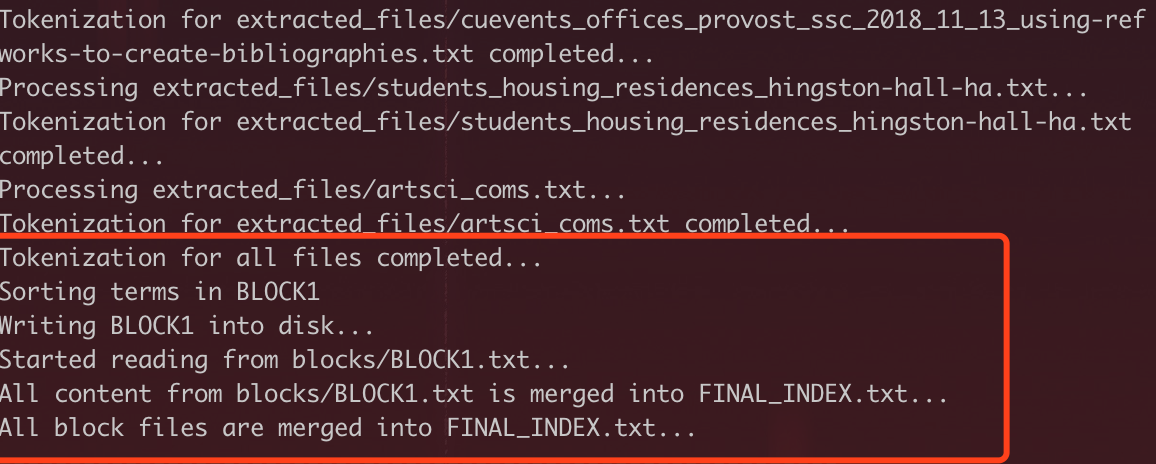 Tokenization for extracted_files/cuevents_offices_provost_ssc_2018_11_13_using-ref
works-to-create-bibliographies.txt completed...
Processing extracted_files/students_housing_residences_hingston-hall-ha.txt...
Tokenization for extracted_files/students_housing_residences_hingston-hall-ha.txt
completed...
Processing extracted_files/artsci_coms.txt...
Tokenization for extracted_files/artsci_coms.txt completed...
Tokenization for all files completed...
Sorting terms in BLOCK1
Writing BLOCK1 into disk...
Started reading from blocks/BLOCK1.txt...
All content from blocks/BLOCK1.txt is merged into FINAL_INDEX.txt...
All block files are merged into FINAL_INDEX.txt...